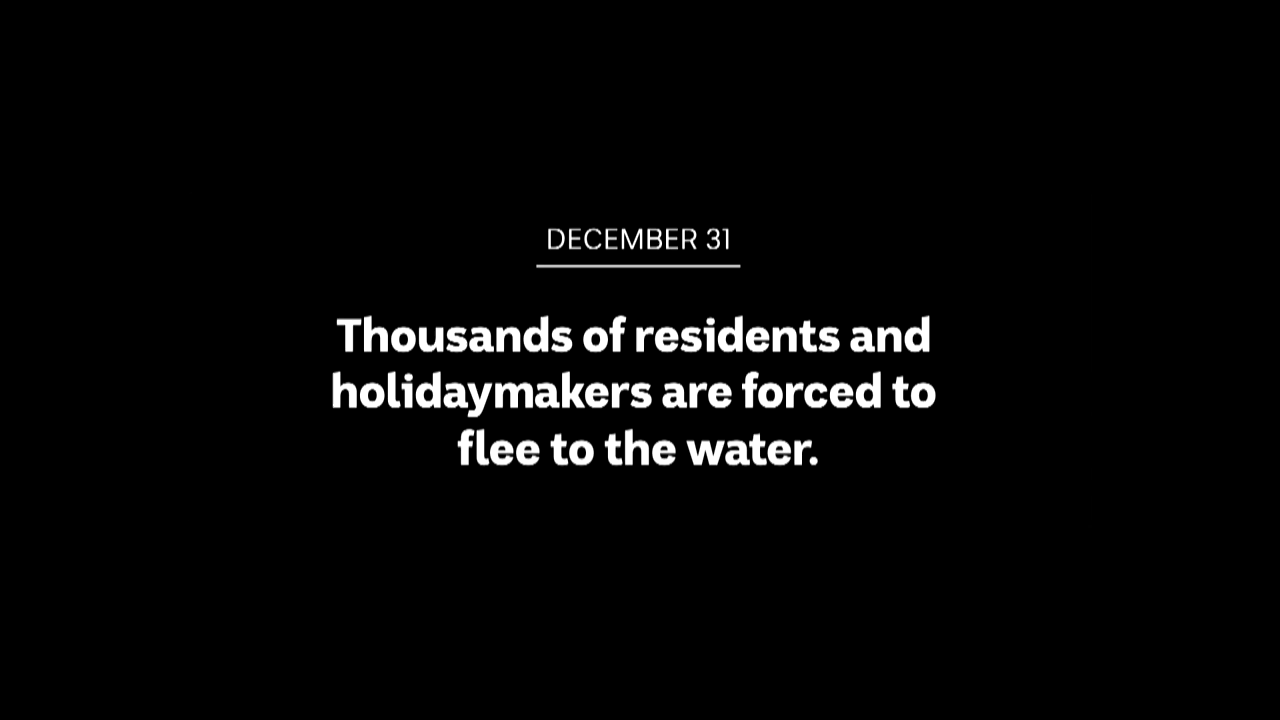 DECEMBER 31
Thousands of residents and
holidaymakers are forced to
flee to the water.